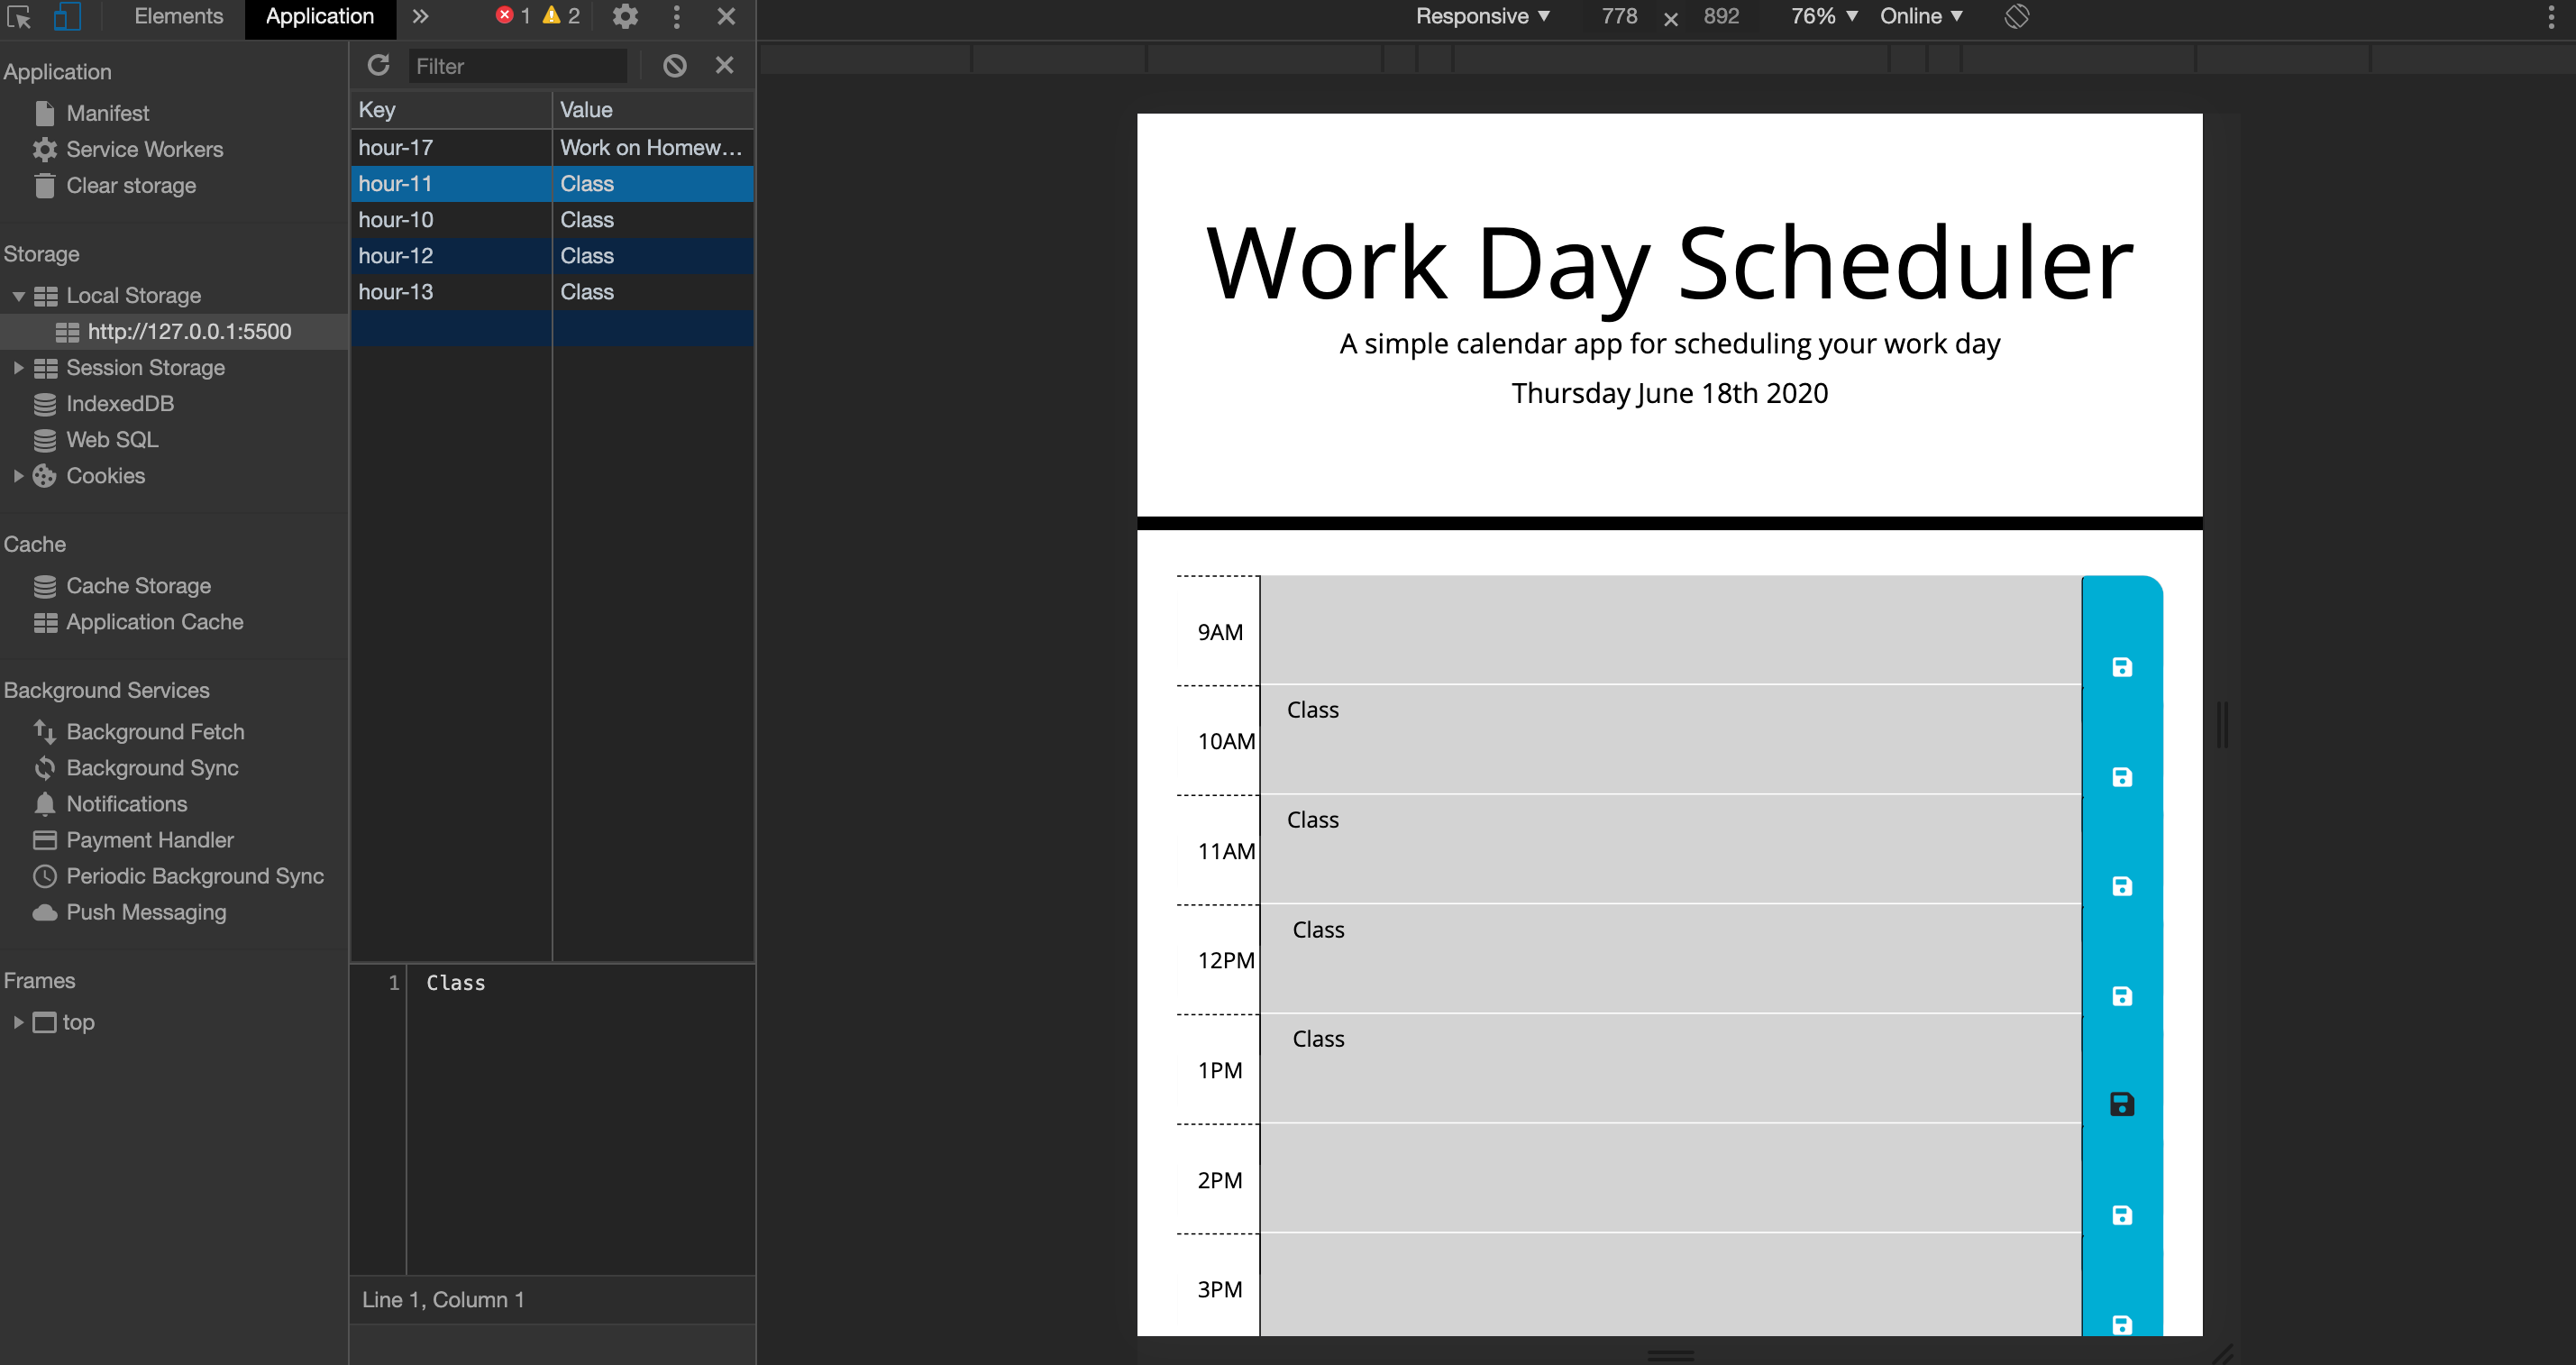 Elements Application » 1 2
Responsive ▼ 778 × 892 76% ▼ Online ▼
Application
Manifest
Service Workers
Clear storage
Storage
Local Storage
http://127.0.0.1:5500
Session Storage
IndexedDB
Web SQL
Cookies
Cache
Cache Storage
Application Cache
Background Services
Background Fetch
Background Sync
Notifications
Payment Handler
Periodic Background Sync
Push Messaging
Frames
top
Filter
Key Value
hour-17 Work on Homew...
hour-11 Class
hour-10 Class
hour-12 Class
hour-13 Class
1 Class
Line 1, Column 1
Work Day Scheduler
A simple calendar app for scheduling your work day
Thursday June 18th 2020
9AM
10AM Class
11AM Class
12PM Class
1PM Class
2PM
3PM